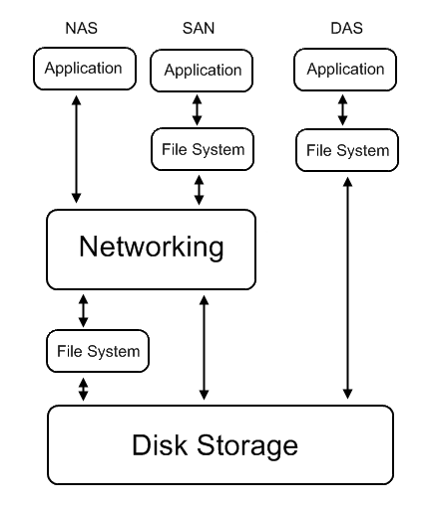 NAS SAN DAS
Application Application Application
File System File System
Networking
File System
Disk Storage